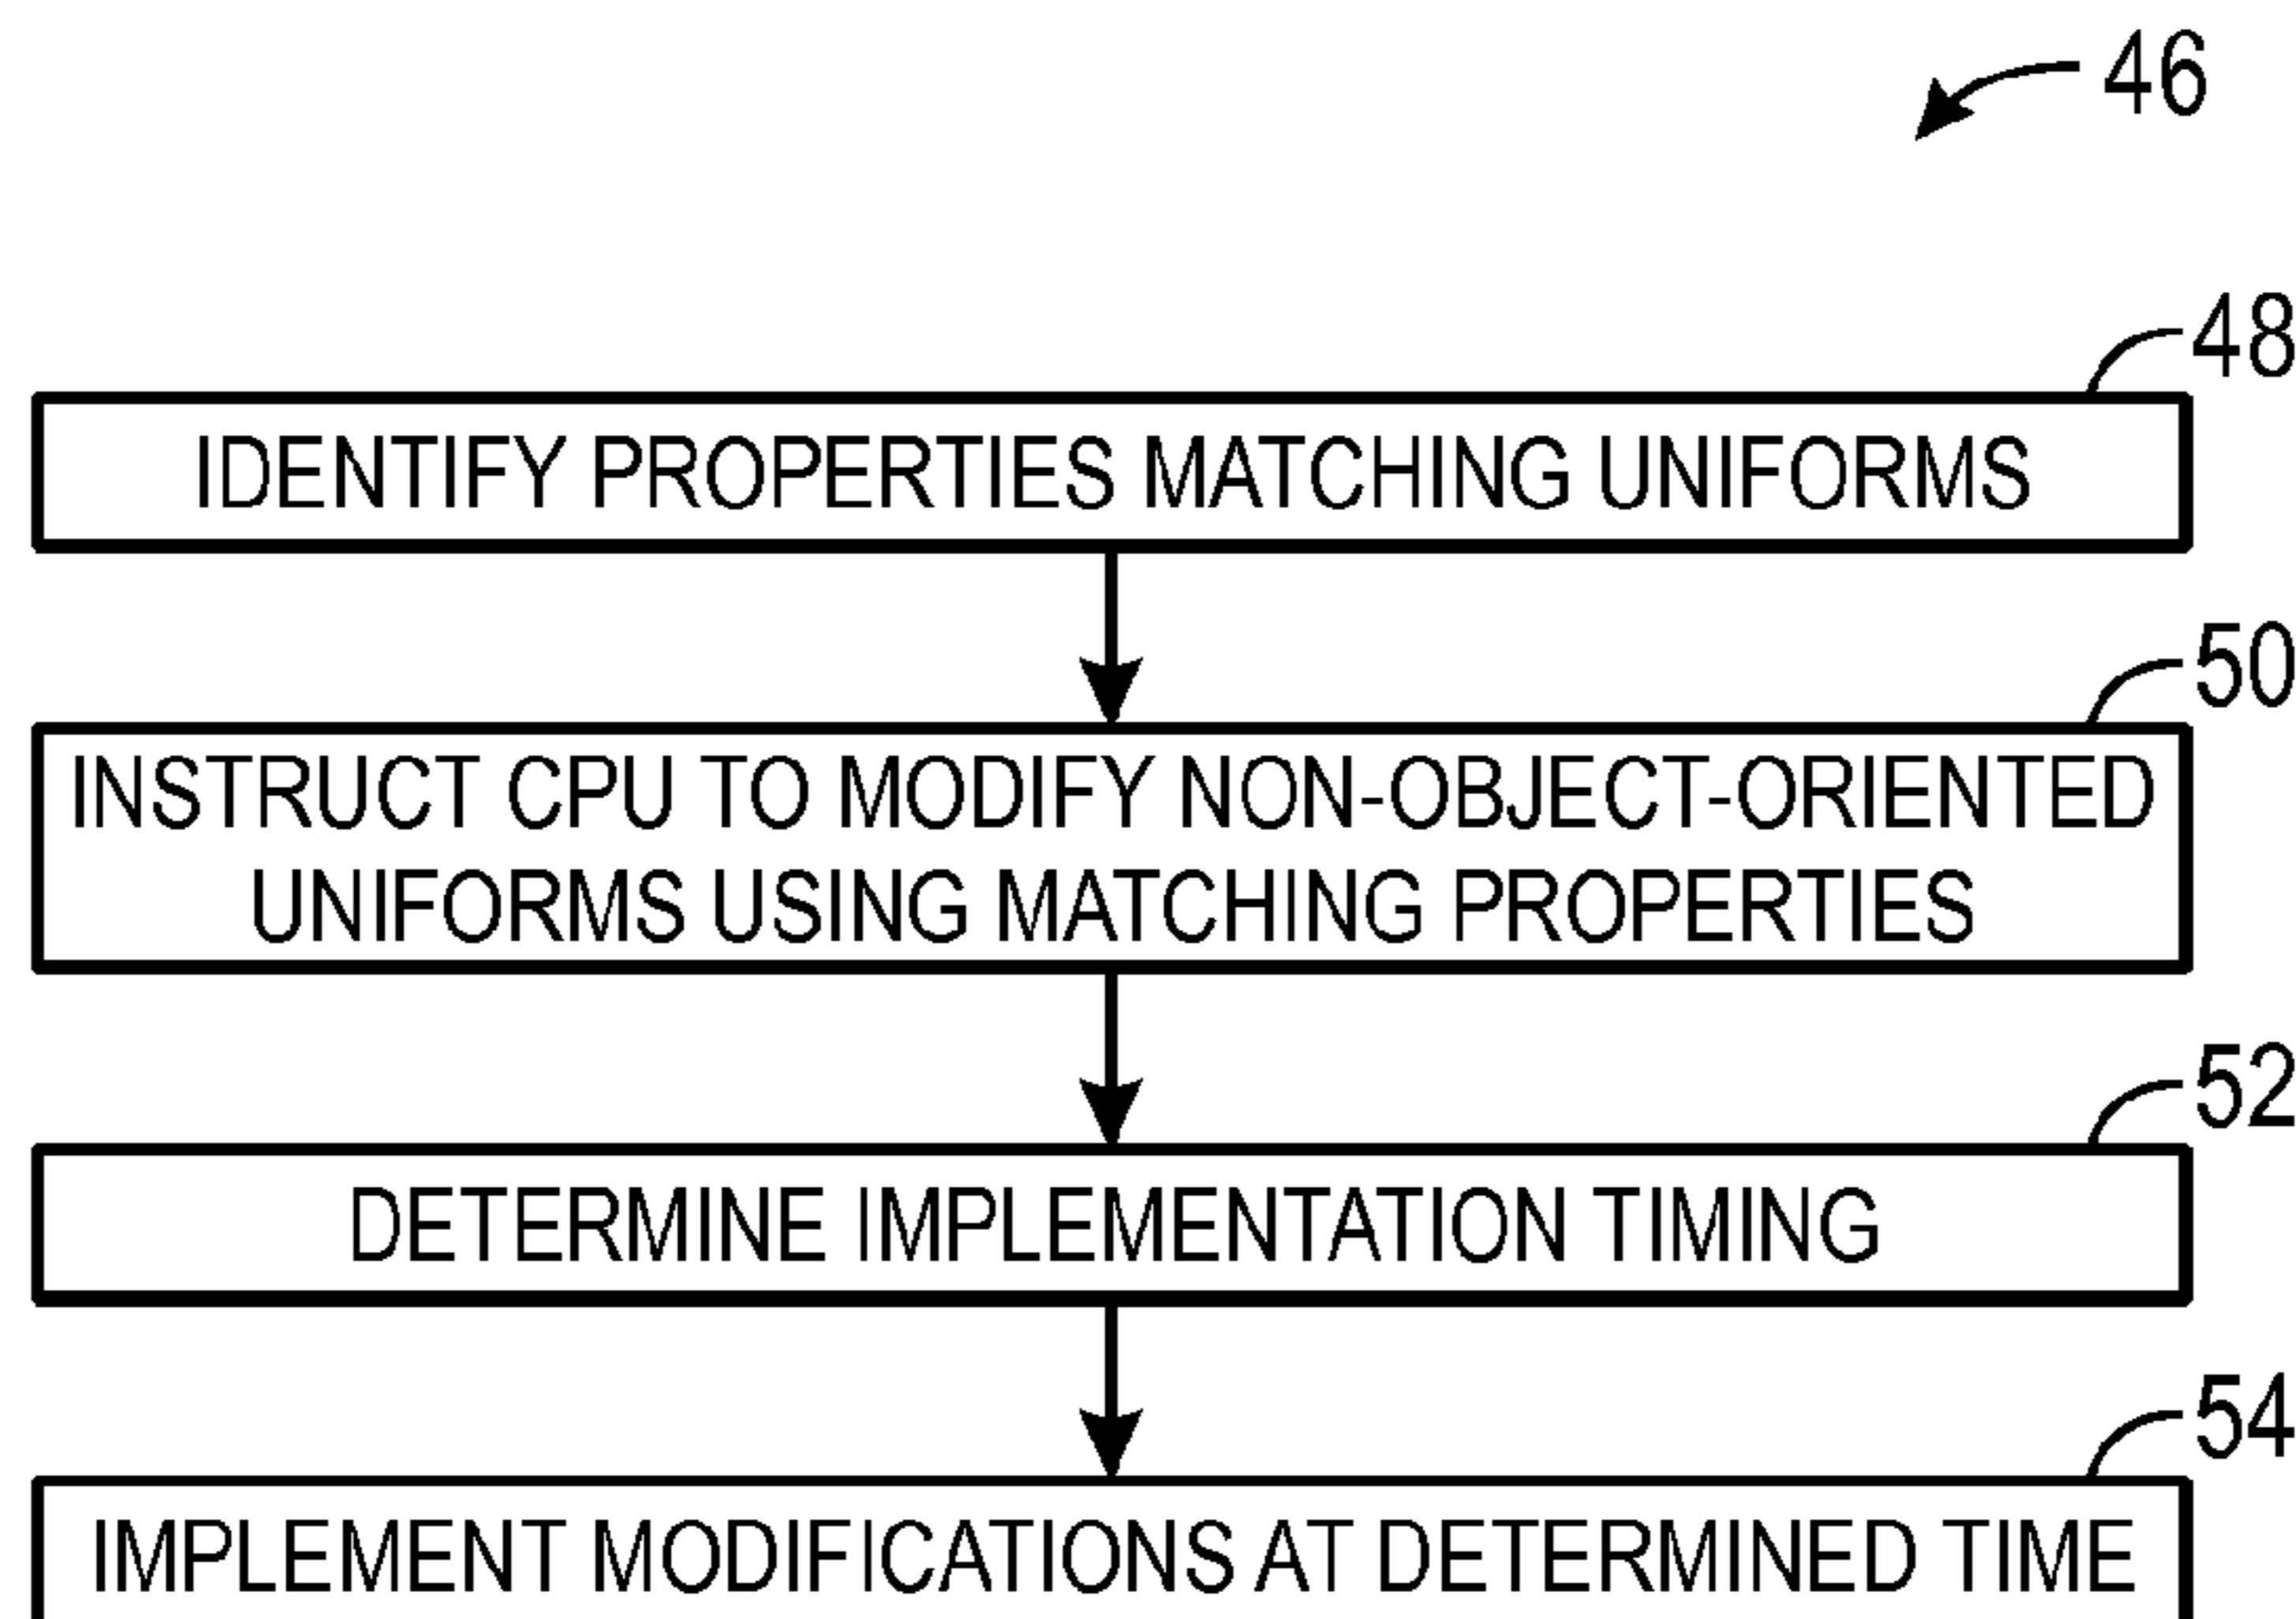 46
48
IDENTIFY PROPERTIES MATCHING UNIFORMS
50
INSTRUCT CPU TO MODIFY NON-OBJECT-ORIENTED
UNIFORMS USING MATCHING PROPERTIES
52
DETERMINE IMPLEMENTATION TIMING
54
IMPLEMENT MODIFICATIONS AT DETERMINED TIME